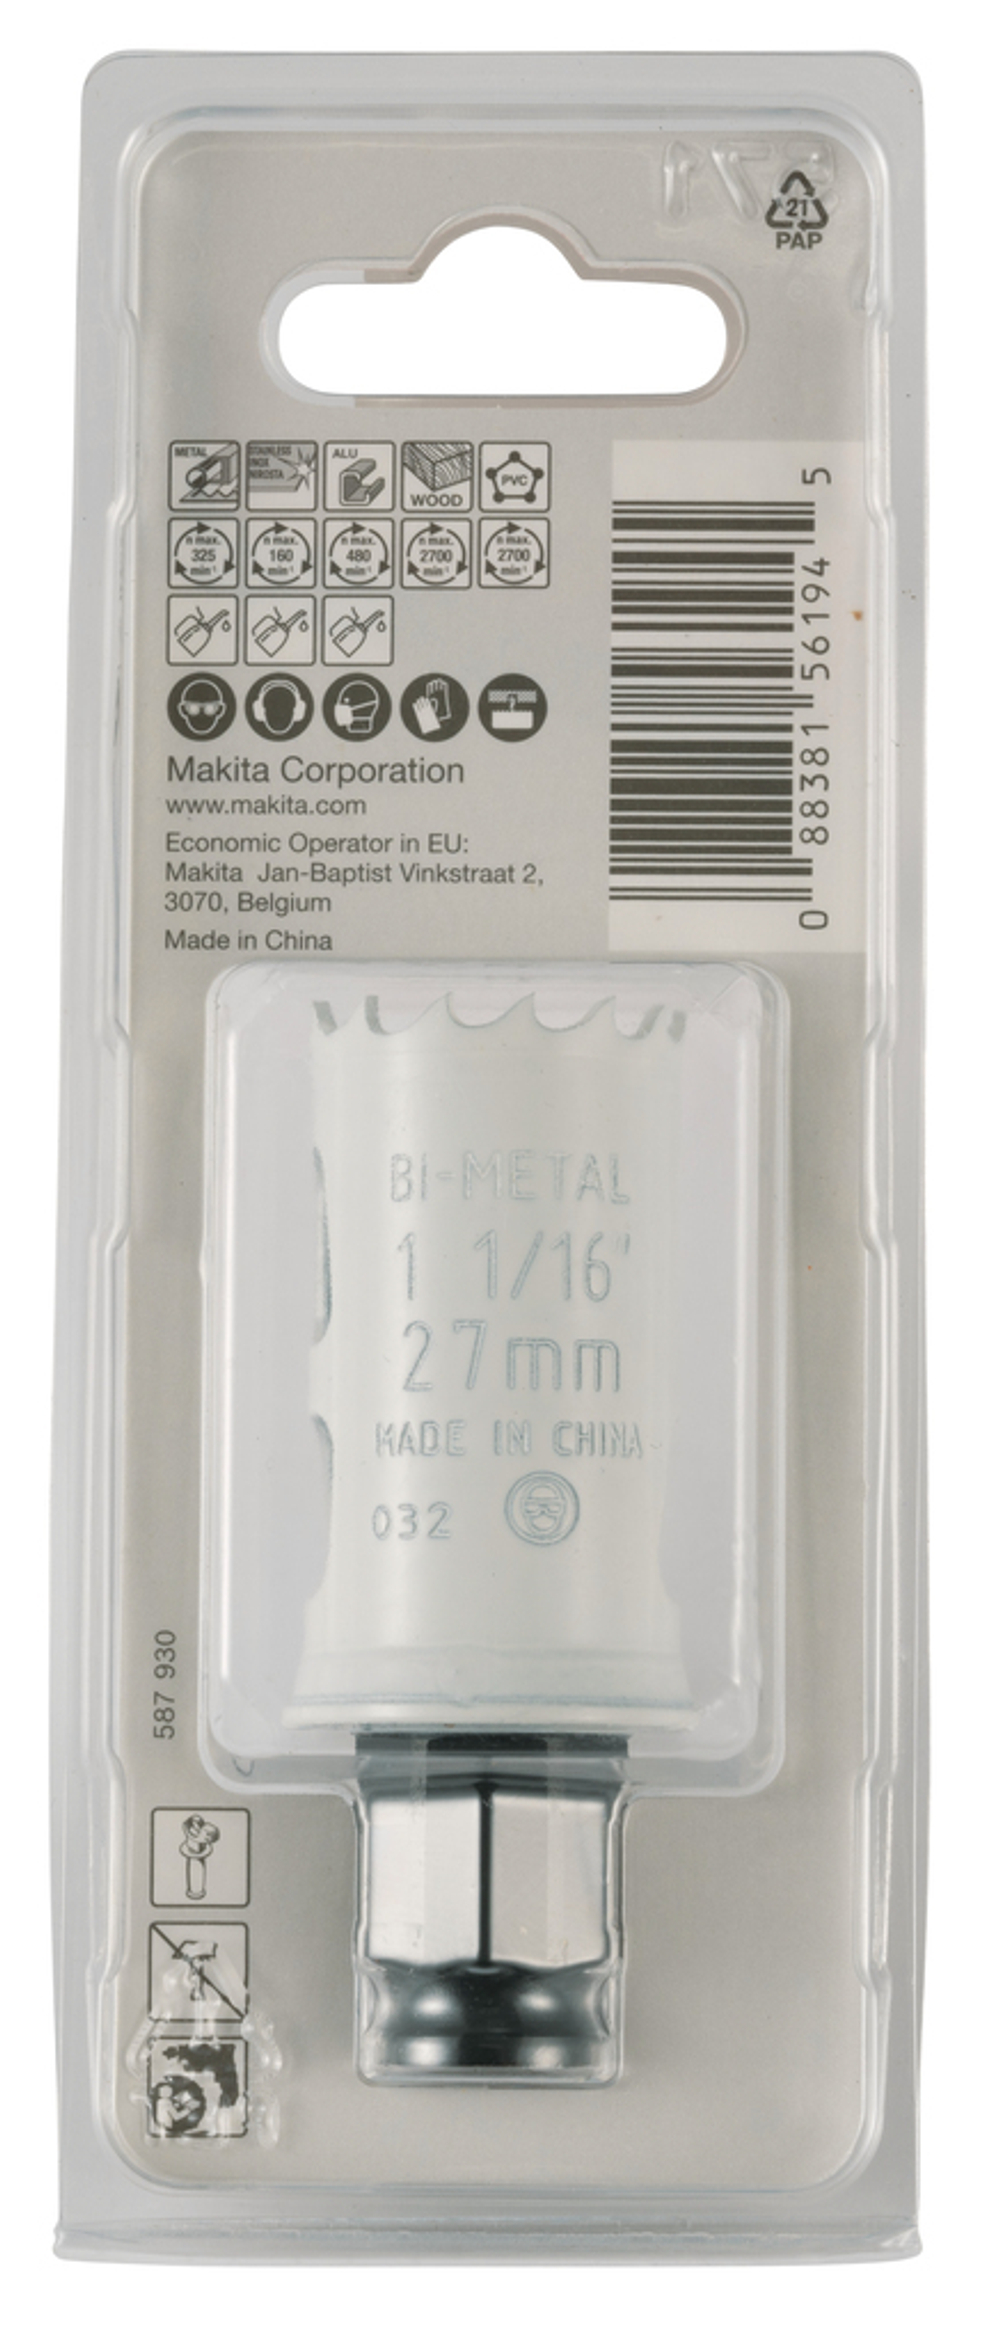 21
PAP
METAL
STAINLESS
INOX
NIROSTA
ALU
WOOD
PVC
n max.
325
min-1
n max.
160
min-1
n max.
480
min-1
n max.
2700
min-1
n max.
2700
min-1
Makita Corporation
www.makita.com
Economic Operator in EU:
Makita Jan-Baptist Vinkstraat 2,
3070, Belgium
Made in China
0 88381 56194 5
BI-METAL
1 1/16"
27mm
MADE IN CHINA
032
587 930